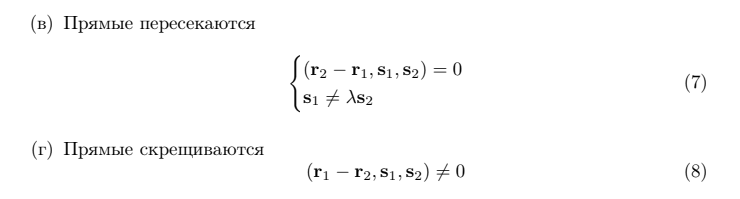 (в) Прямые пересекаются
{(r₂ − r₁, s₁, s₂) = 0
s₁ ≠ λs₂
(7)
(г) Прямые скрещиваются
(r₁ − r₂, s₁, s₂) ≠ 0 (8)